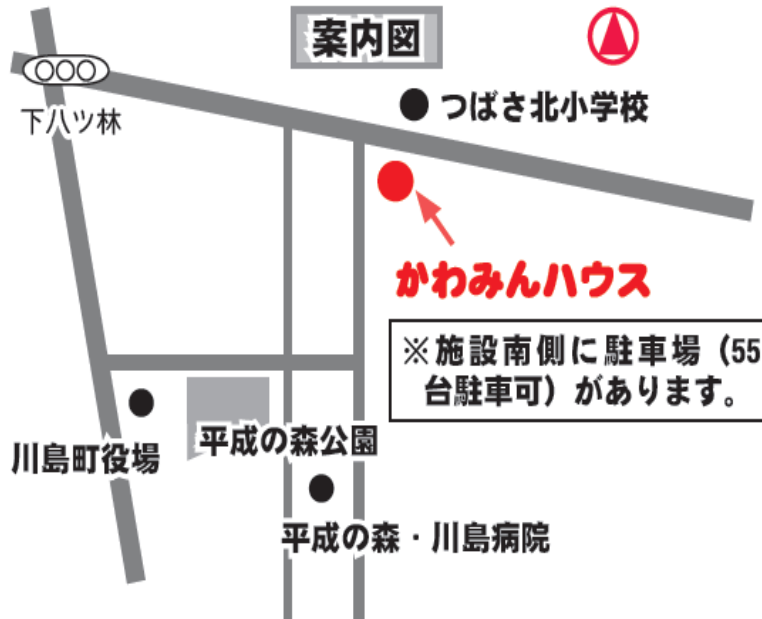 案内図
つばさ北小学校
下八ツ林
かわみんハウス
※施設南側に駐車場（55
台駐車可）があります。
川島町役場
平成の森公園
平成の森・川島病院